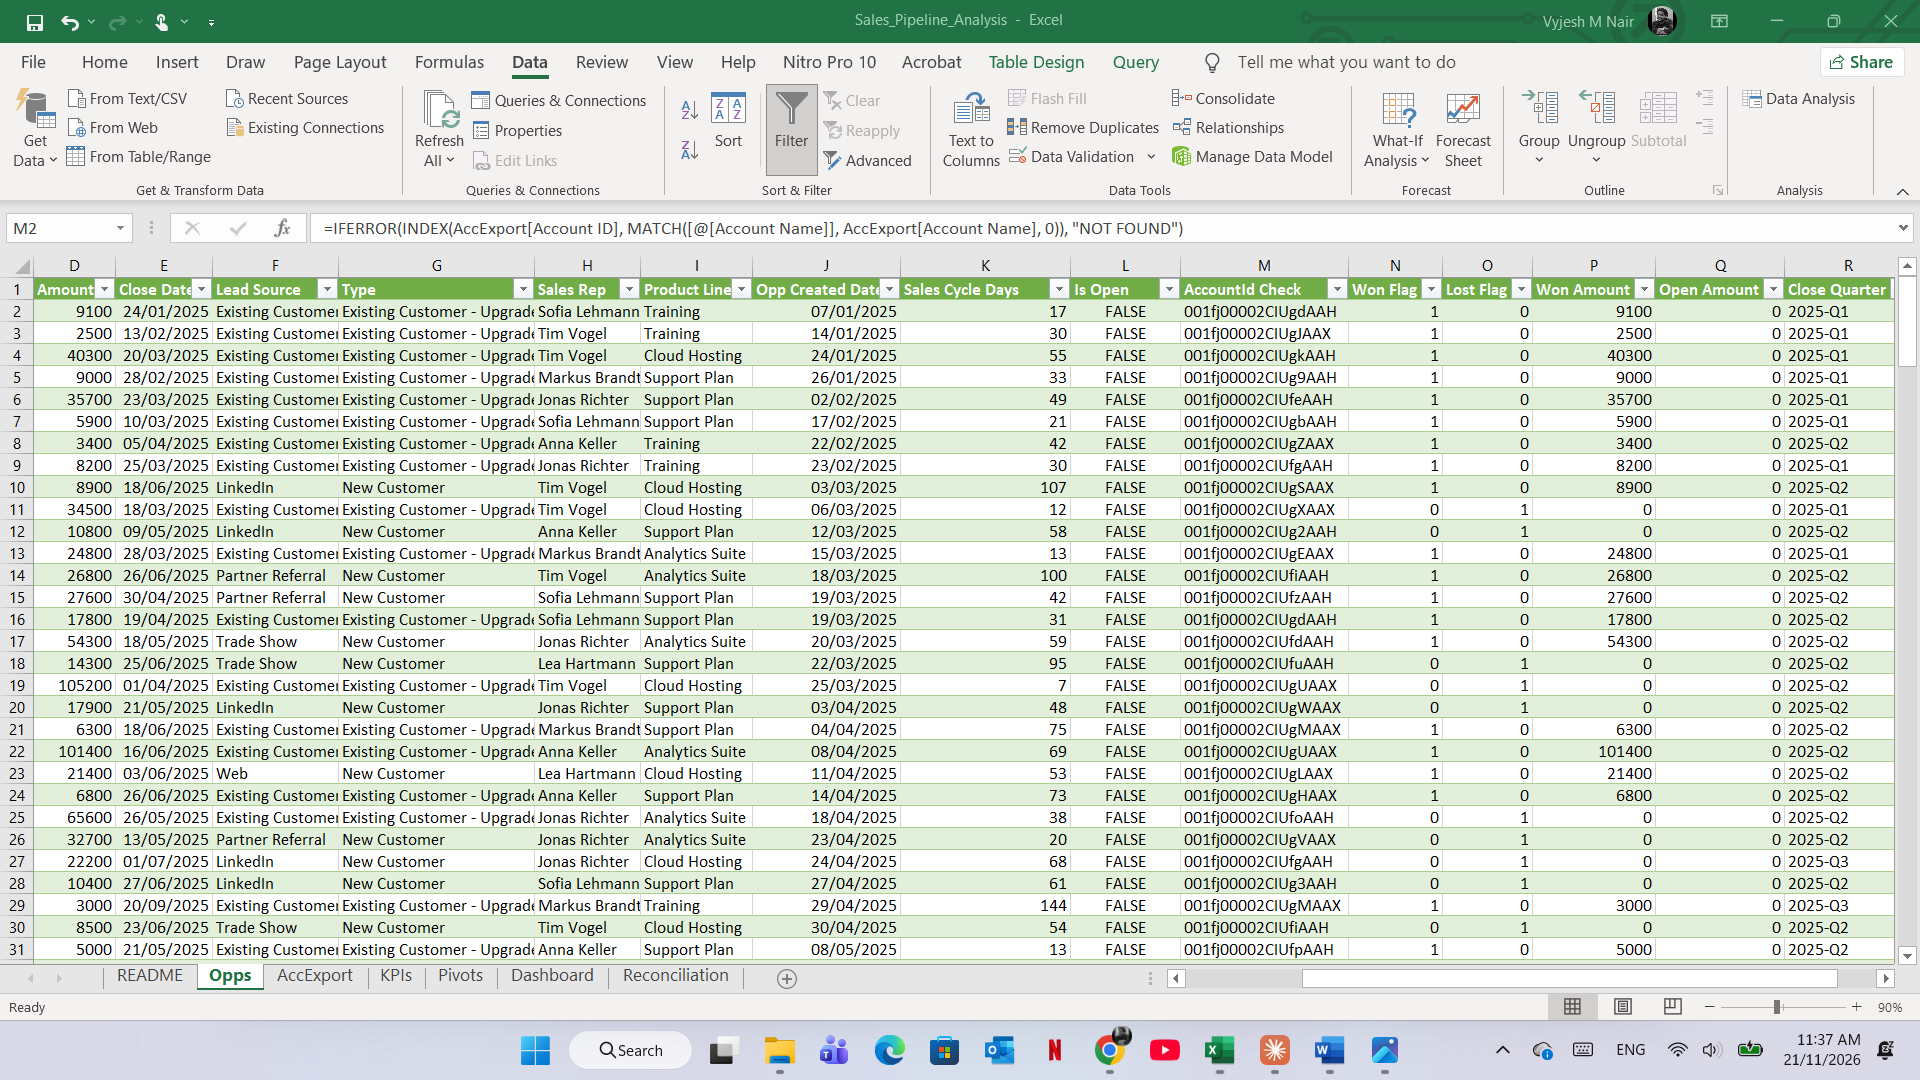 Sales_Pipeline_Analysis - Excel
Vyjesh M Nair
File Home Insert Draw Page Layout Formulas Data Review View Help Nitro Pro 10 Acrobat Table Design Query Tell me what you want to do Share
Get Data
From Text/CSV
From Web
From Table/Range
Recent Sources
Existing Connections
Get & Transform Data
Refresh All
Queries & Connections
Properties
Edit Links
Queries & Connections
Sort
Filter
Clear
Reapply
Advanced
Sort & Filter
Text to Columns
Flash Fill
Remove Duplicates
Data Validation
Consolidate
Relationships
Manage Data Model
Data Tools
What-If Analysis
Forecast Sheet
Forecast
Group
Ungroup
Subtotal
Outline
Data Analysis
Analysis
M2 fx =IFERROR(INDEX(AccExport[Account ID], MATCH([@[Account Name]], AccExport[Account Name], 0)), "NOT FOUND")
D E F G H I J K L M N O P Q R
1 Amount Close Date Lead Source Type Sales Rep Product Line Opp Created Date Sales Cycle Days Is Open AccountId Check Won Flag Lost Flag Won Amount Open Amount Close Quarter
2 9100 24/01/2025 Existing Customer Existing Customer - Upgrade Sofia Lehmann Training 07/01/2025 17 FALSE 001fj00002CIUgdAAH 1 0 9100 0 2025-Q1
3 2500 13/02/2025 Existing Customer Existing Customer - Upgrade Tim Vogel Training 14/01/2025 30 FALSE 001fj00002CIUgJAAX 1 0 2500 0 2025-Q1
4 40300 20/03/2025 Existing Customer Existing Customer - Upgrade Tim Vogel Cloud Hosting 24/01/2025 55 FALSE 001fj00002CIUgkAAH 1 0 40300 0 2025-Q1
5 9000 28/02/2025 Existing Customer Existing Customer - Upgrade Markus Brandt Support Plan 26/01/2025 33 FALSE 001fj00002CIUg9AAH 1 0 9000 0 2025-Q1
6 35700 23/03/2025 Existing Customer Existing Customer - Upgrade Jonas Richter Support Plan 02/02/2025 49 FALSE 001fj00002CIUfeAAH 1 0 35700 0 2025-Q1
7 5900 10/03/2025 Existing Customer Existing Customer - Upgrade Sofia Lehmann Support Plan 17/02/2025 21 FALSE 001fj00002CIUgbAAH 1 0 5900 0 2025-Q1
8 3400 05/04/2025 Existing Customer Existing Customer - Upgrade Anna Keller Training 22/02/2025 42 FALSE 001fj00002CIUgZAAX 1 0 3400 0 2025-Q2
9 8200 25/03/2025 Existing Customer Existing Customer - Upgrade Jonas Richter Training 23/02/2025 30 FALSE 001fj00002CIUfgAAH 1 0 8200 0 2025-Q1
10 8900 18/06/2025 LinkedIn New Customer Tim Vogel Cloud Hosting 03/03/2025 107 FALSE 001fj00002CIUgSAAX 1 0 8900 0 2025-Q2
11 34500 18/03/2025 Existing Customer Existing Customer - Upgrade Tim Vogel Cloud Hosting 06/03/2025 12 FALSE 001fj00002CIUgXAAX 0 1 0 0 2025-Q1
12 10800 09/05/2025 LinkedIn New Customer Anna Keller Support Plan 12/03/2025 58 FALSE 001fj00002CIUg2AAH 0 1 0 0 2025-Q2
13 24800 28/03/2025 Existing Customer Existing Customer - Upgrade Markus Brandt Analytics Suite 15/03/2025 13 FALSE 001fj00002CIUgEAAX 1 0 24800 0 2025-Q1
14 26800 26/06/2025 Partner Referral New Customer Tim Vogel Analytics Suite 18/03/2025 100 FALSE 001fj00002CIUfiAAH 1 0 26800 0 2025-Q2
15 27600 30/04/2025 Partner Referral New Customer Sofia Lehmann Support Plan 19/03/2025 42 FALSE 001fj00002CIUfzAAH 1 0 27600 0 2025-Q2
16 17800 19/04/2025 Existing Customer Existing Customer - Upgrade Sofia Lehmann Support Plan 19/03/2025 31 FALSE 001fj00002CIUgdAAH 1 0 17800 0 2025-Q2
17 54300 18/05/2025 Trade Show New Customer Jonas Richter Analytics Suite 20/03/2025 59 FALSE 001fj00002CIUfdAAH 1 0 54300 0 2025-Q2
18 14300 25/06/2025 Trade Show New Customer Lea Hartmann Support Plan 22/03/2025 95 FALSE 001fj00002CIUfuAAH 0 1 0 0 2025-Q2
19 105200 01/04/2025 Existing Customer Existing Customer - Upgrade Tim Vogel Cloud Hosting 25/03/2025 7 FALSE 001fj00002CIUgUAAX 0 1 0 0 2025-Q2
20 17900 21/05/2025 LinkedIn New Customer Jonas Richter Support Plan 03/04/2025 48 FALSE 001fj00002CIUgWAAX 0 1 0 0 2025-Q2
21 6300 18/06/2025 Existing Customer Existing Customer - Upgrade Markus Brandt Support Plan 04/04/2025 75 FALSE 001fj00002CIUgMAAX 1 0 6300 0 2025-Q2
22 101400 16/06/2025 Existing Customer Existing Customer - Upgrade Anna Keller Analytics Suite 08/04/2025 69 FALSE 001fj00002CIUgUAAX 1 0 101400 0 2025-Q2
23 21400 03/06/2025 Web New Customer Lea Hartmann Cloud Hosting 11/04/2025 53 FALSE 001fj00002CIUgLAAX 1 0 21400 0 2025-Q2
24 6800 26/06/2025 Existing Customer Existing Customer - Upgrade Anna Keller Support Plan 14/04/2025 73 FALSE 001fj00002CIUgHAAX 1 0 6800 0 2025-Q2
25 65600 26/05/2025 Existing Customer Existing Customer - Upgrade Jonas Richter Analytics Suite 18/04/2025 38 FALSE 001fj00002CIUfoAAH 0 1 0 0 2025-Q2
26 32700 13/05/2025 Partner Referral New Customer Jonas Richter Analytics Suite 23/04/2025 20 FALSE 001fj00002CIUgVAAX 0 1 0 0 2025-Q2
27 22200 01/07/2025 LinkedIn New Customer Jonas Richter Cloud Hosting 24/04/2025 68 FALSE 001fj00002CIUfgAAH 0 1 0 0 2025-Q3
28 10400 27/06/2025 LinkedIn New Customer Sofia Lehmann Support Plan 27/04/2025 61 FALSE 001fj00002CIUg3AAH 0 1 0 0 2025-Q2
29 3000 20/09/2025 Existing Customer Existing Customer - Upgrade Markus Brandt Training 29/04/2025 144 FALSE 001fj00002CIUgMAAX 1 0 3000 0 2025-Q3
30 8500 23/06/2025 Trade Show New Customer Tim Vogel Cloud Hosting 30/04/2025 54 FALSE 001fj00002CIUfiAAH 0 1 0 0 2025-Q2
31 5000 21/05/2025 Existing Customer Existing Customer - Upgrade Anna Keller Support Plan 08/05/2025 13 FALSE 001fj00002CIUfpAAH 1 0 5000 0 2025-Q2
README Opps AccExport KPIs Pivots Dashboard Reconciliation
Ready
90%
Search
ENG
11:37 AM
21/11/2026